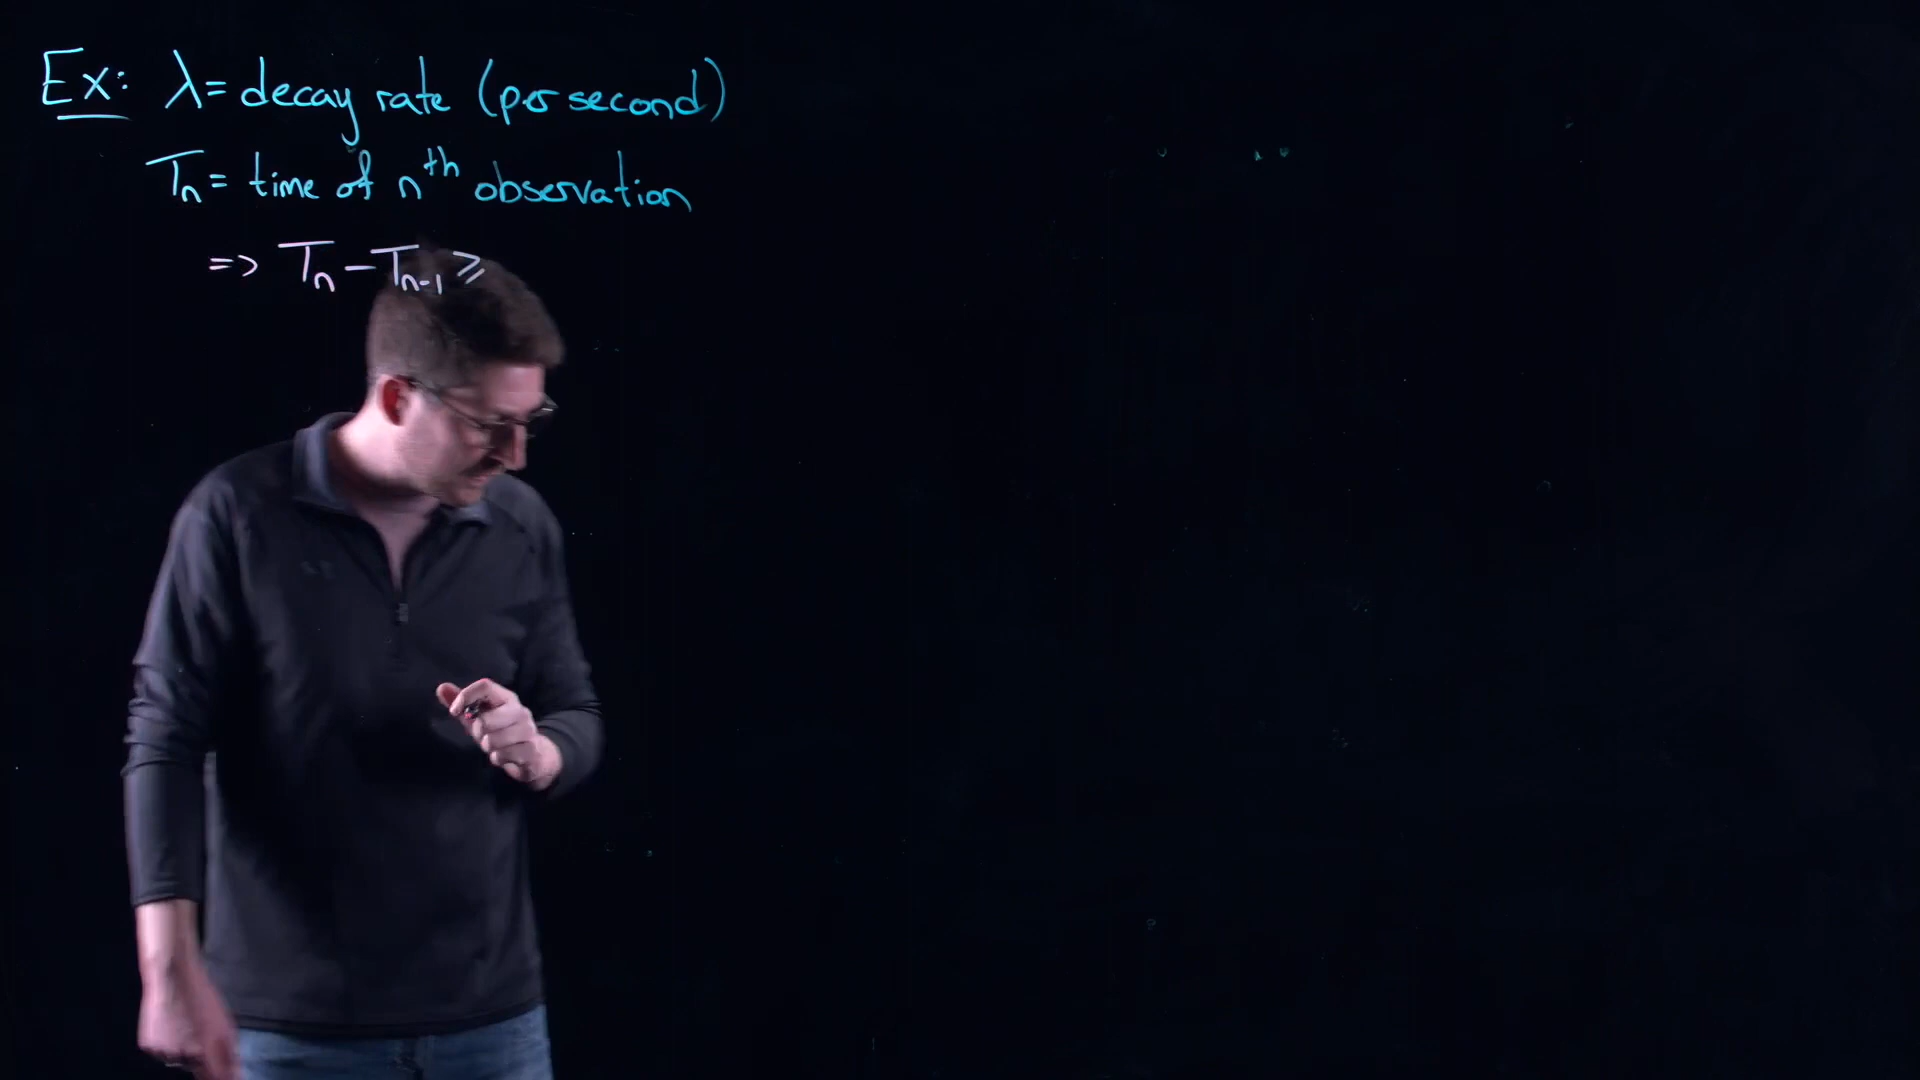 Ex: λ = decay rate (per second)
Tₙ = time of nᵗʰ observation
=> Tₙ - Tₙ₋₁ ⩾